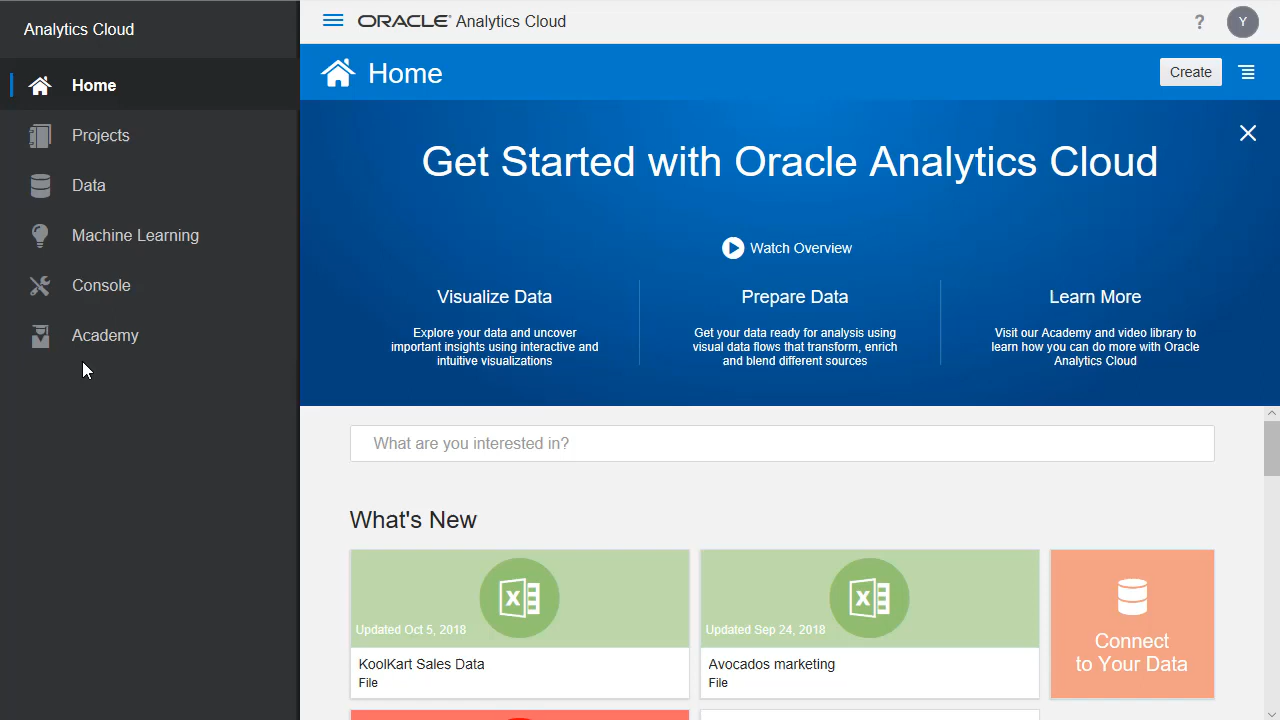 Analytics Cloud
Home
Projects
Data
Machine Learning
Console
Academy
ORACLE® Analytics Cloud
?
Y
Home
Create
Get Started with Oracle Analytics Cloud
Watch Overview
Visualize Data
Explore your data and uncover
important insights using interactive and
intuitive visualizations
Prepare Data
Get your data ready for analysis using
visual data flows that transform, enrich
and blend different sources
Learn More
Visit our Academy and video library to
learn how you can do more with Oracle
Analytics Cloud
What are you interested in?
What's New
Updated Oct 5, 2018
KoolKart Sales Data
File
Updated Sep 24, 2018
Avocados marketing
File
Connect
to Your Data